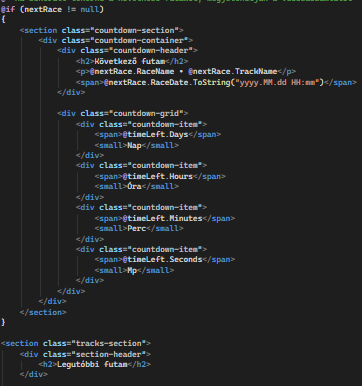 @if (nextRace != null)
{
<section class="countdown-section">
<div class="countdown-container">
<div class="countdown-header">
<h2>Következő futam</h2>
<p>@nextRace.RaceName • @nextRace.TrackName</p>
<span>@nextRace.RaceDate.ToString("yyyy.MM.dd HH:mm")</span>
</div>
<div class="countdown-grid">
<div class="countdown-item">
<span>@timeLeft.Days</span>
<small>Nap</small>
</div>
<div class="countdown-item">
<span>@timeLeft.Hours</span>
<small>Óra</small>
</div>
<div class="countdown-item">
<span>@timeLeft.Minutes</span>
<small>Perc</small>
</div>
<div class="countdown-item">
<span>@timeLeft.Seconds</span>
<small>Mp</small>
</div>
</div>
</div>
</section>
}
<section class="tracks-section">
<div class="section-header">
<h2>Legutóbbi futam</h2>
</div>